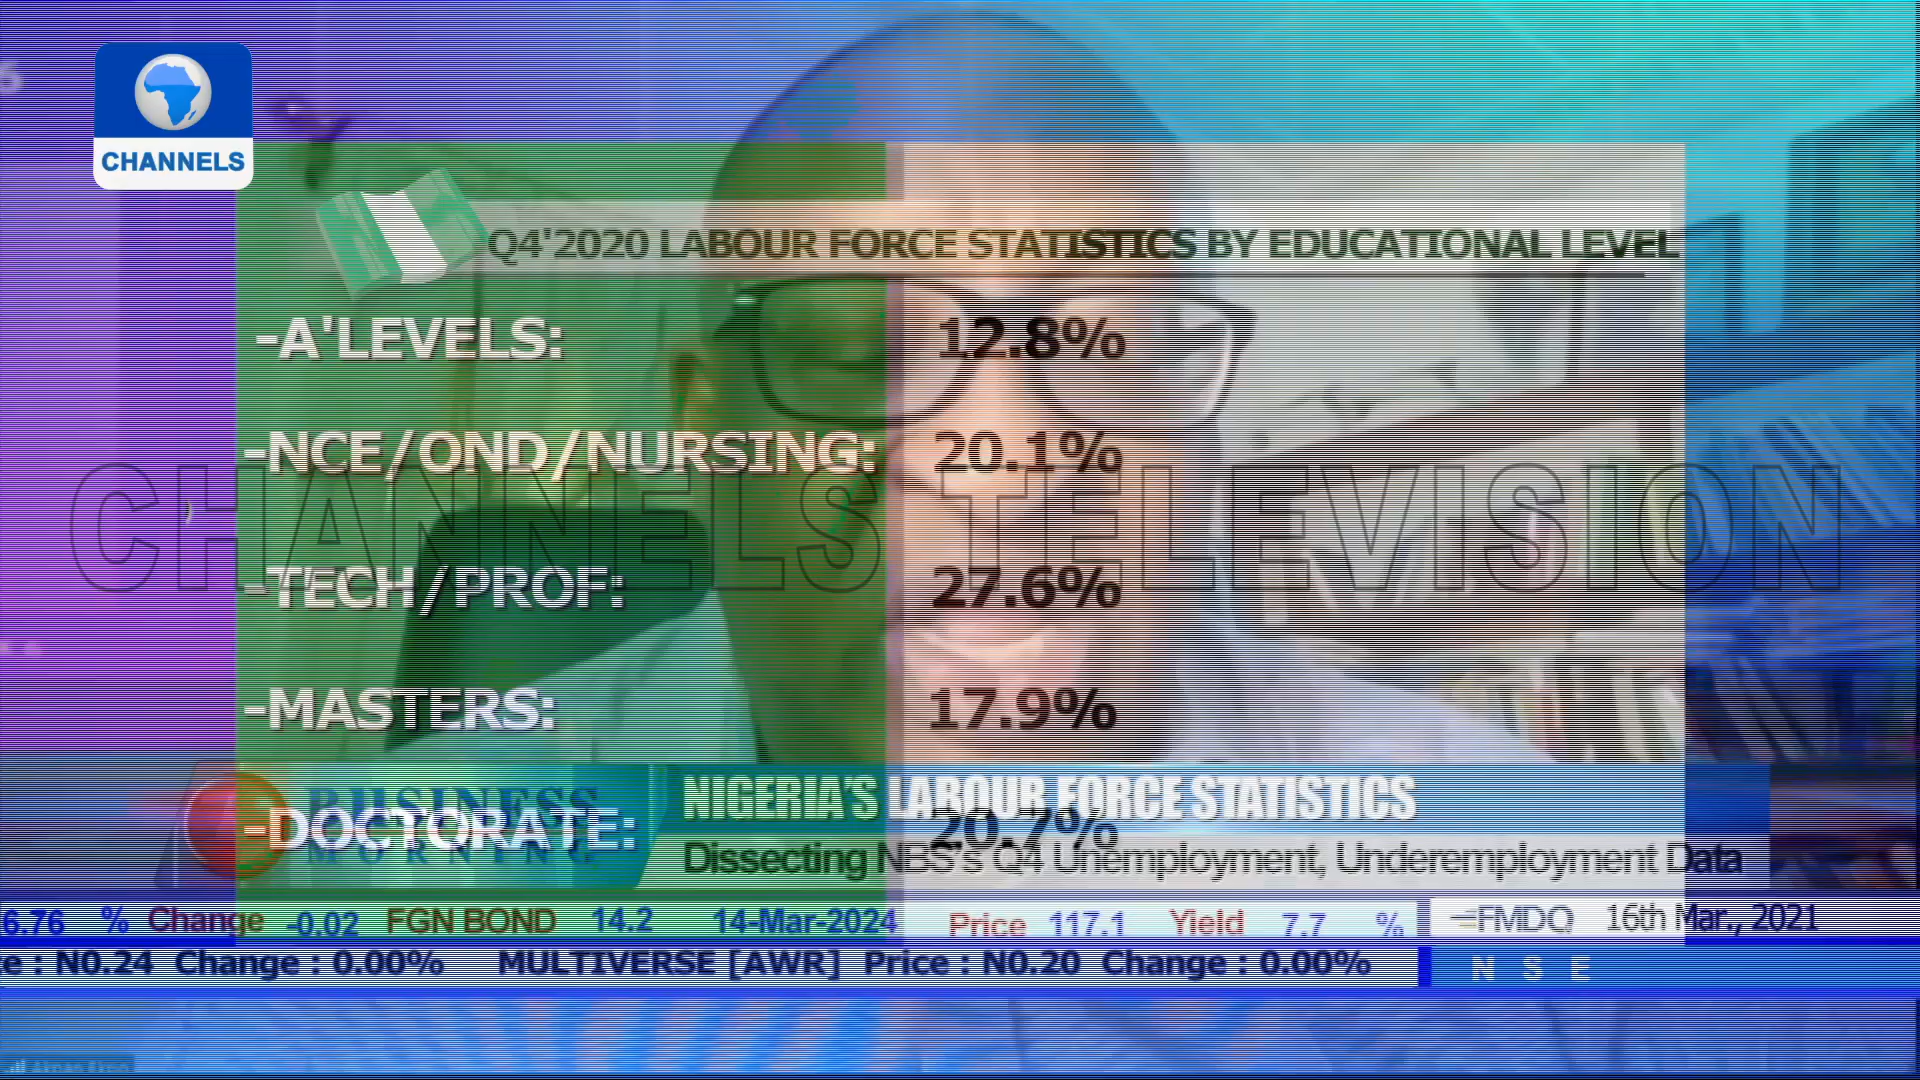 CHANNELS
Q4'2020 LABOUR FORCE STATISTICS BY EDUCATIONAL LEVEL
-A'LEVELS: 12.8%
-NCE/OND/NURSING: 20.1%
CHANNELS TELEVISION
-TECH/PROF: 27.6%
-MASTERS: 17.9%
BUSINESS MORNING
NIGERIA'S LABOUR FORCE STATISTICS
-DOCTORATE: 20.7%
Dissecting NBS's Q4 Unemployment, Underemployment Data
6.76 % Change -0.02 FGN BOND 14.2 14-Mar-2024 Price 117.1 Yield 7.7 % FMDQ 16th Mar., 2021
e : N0.24 Change : 0.00% MULTIVERSE [AWR] Price : N0.20 Change : 0.00% NSE